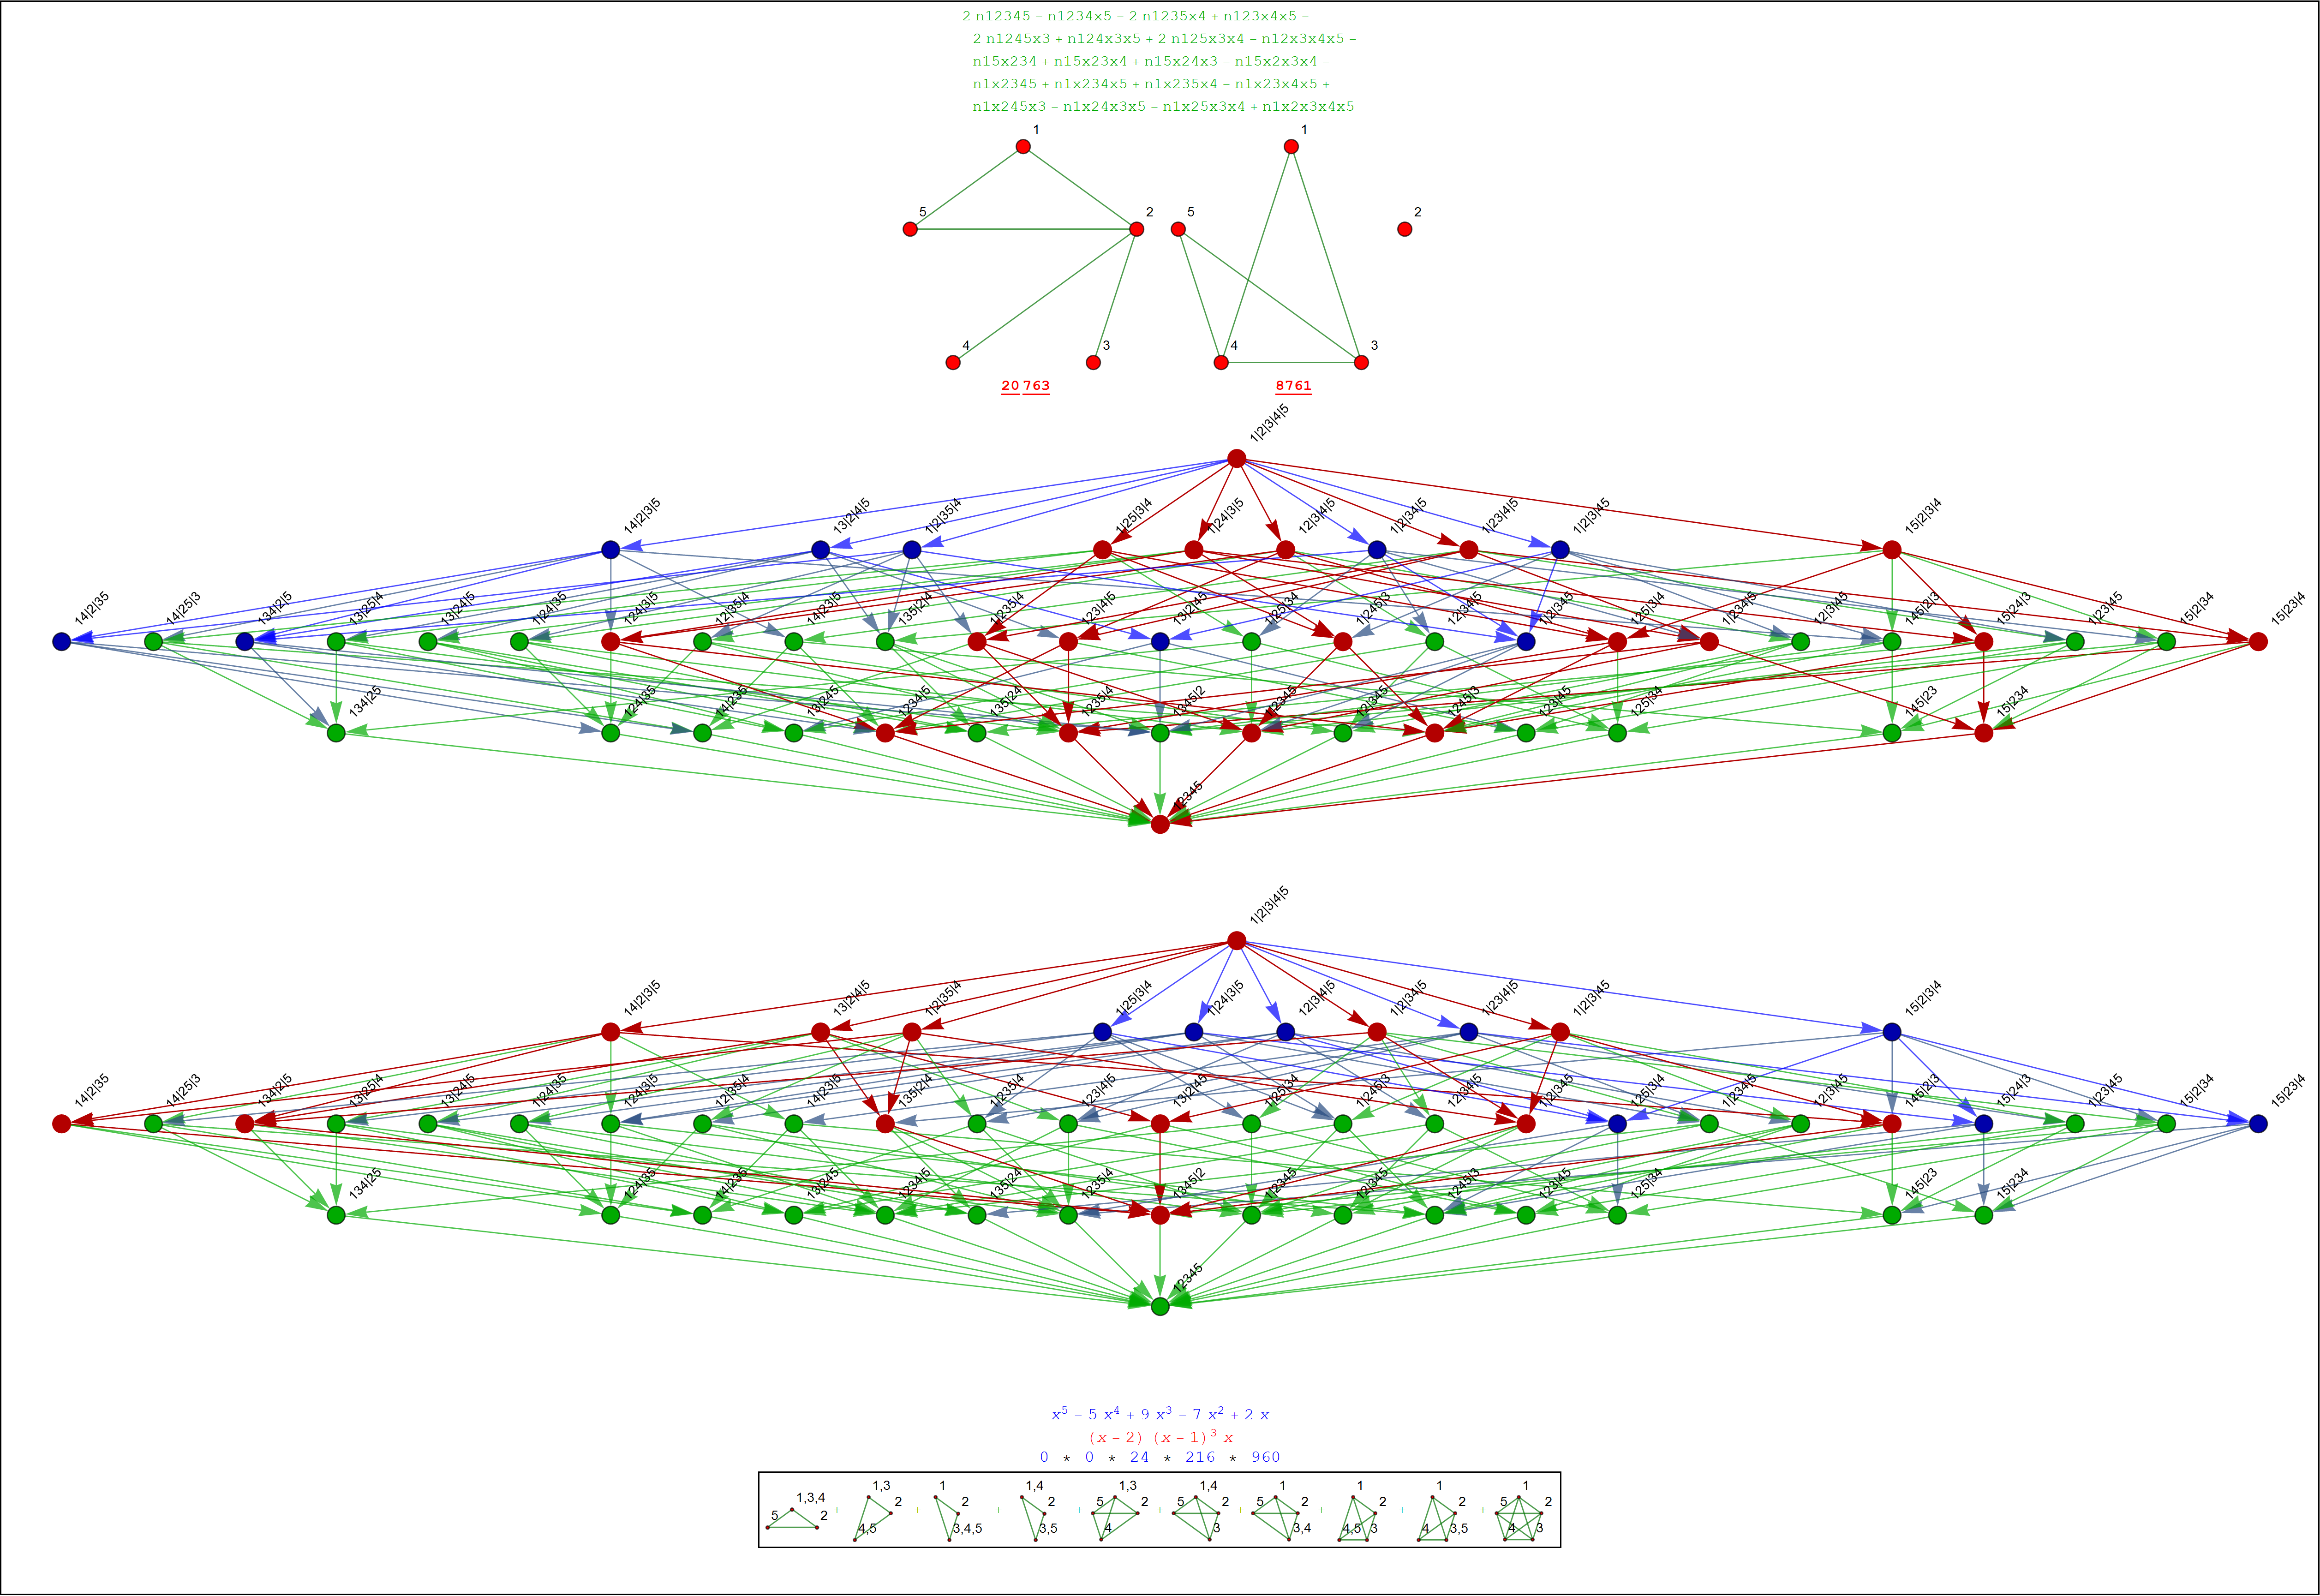 2 n12345 − n1234x5 − 2 n1235x4 + n123x4x5 −
2 n1245x3 + n124x3x5 + 2 n125x3x4 − n12x3x4x5 −
n15x234 + n15x23x4 + n15x24x3 − n15x2x3x4 −
n1x2345 + n1x234x5 + n1x235x4 − n1x23x4x5 +
n1x245x3 − n1x24x3x5 − n1x25x3x4 + n1x2x3x4x5
1 1
5 2 5 2
4 3 4 3
20 763 8761
1|2|3|4|5
14|2|3|5 13|2|4|5 1|2|35|4 1|25|3|4 1|24|3|5 12|3|4|5 1|2|34|5 1|23|4|5 1|2|3|45 15|2|3|4
14|2|35 14|25|3 134|2|5 13|25|4 13|24|5 1|24|35 124|3|5 12|35|4 14|23|5 135|2|4 1|235|4 123|4|5 13|2|45 1|25|34 1|245|3 12|34|5 1|2|345 125|3|4 1|234|5 12|3|45 145|2|3 15|24|3 1|23|45 15|2|34 15|23|4
134|25 124|35 14|235 13|245 1234|5 135|24 1235|4 1345|2 1|2345 12|345 1245|3 123|45 125|34 145|23 15|234
12345
1|2|3|4|5
14|2|3|5 13|2|4|5 1|2|35|4 1|25|3|4 1|24|3|5 12|3|4|5 1|2|34|5 1|23|4|5 1|2|3|45 15|2|3|4
14|2|35 14|25|3 134|2|5 13|25|4 13|24|5 1|24|35 124|3|5 12|35|4 14|23|5 135|2|4 1|235|4 123|4|5 13|2|45 1|25|34 1|245|3 12|34|5 1|2|345 125|3|4 1|234|5 12|3|45 145|2|3 15|24|3 1|23|45 15|2|34 15|23|4
134|25 124|35 14|235 13|245 1234|5 135|24 1235|4 1345|2 1|2345 12|345 1245|3 123|45 125|34 145|23 15|234
12345
x⁵ − 5 x⁴ + 9 x³ − 7 x² + 2 x
(x − 2) (x − 1)³ x
0 * 0 * 24 * 216 * 960
1,3,4 5 2 + 1,3 2 4,5 + 1 2 3,4,5 + 1,4 2 3,5 + 1,3 5 2 4 + 1,4 5 2 3 + 1 5 2 3,4 + 1 2 4,5 3 + 1 2 4 3,5 + 1 5 2 4 3